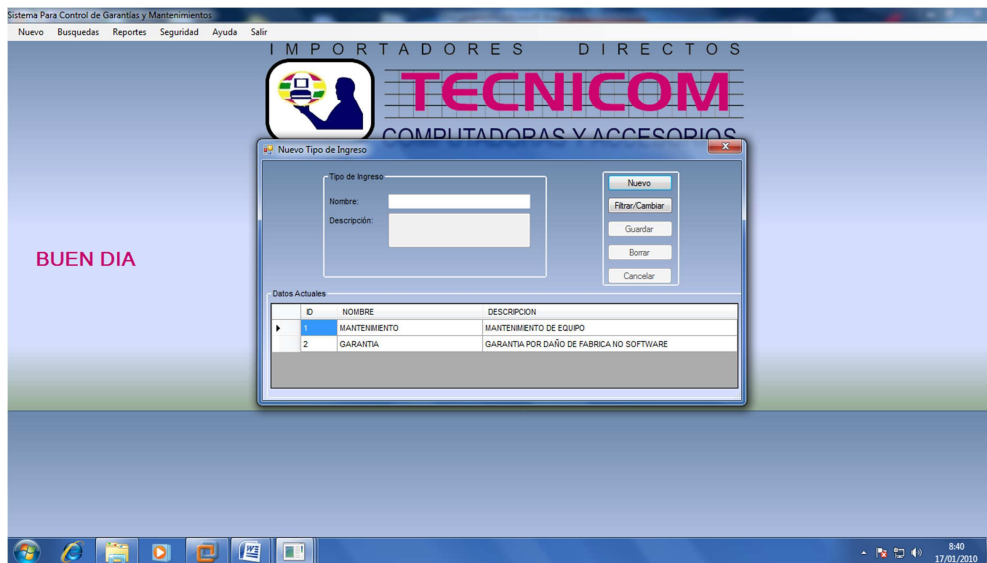 Sistema Para Control de Garantías y Mantenimientos
Nuevo Busquedas Reportes Seguridad Ayuda Salir
IMPORTADORES DIRECTOS
TECNICOM
COMPUTADORAS Y ACCESORIOS
Nuevo Tipo de Ingreso
Tipo de Ingreso
Nombre:
Descripción:
Nuevo
Filtrar/Cambiar
Guardar
Borrar
Cancelar
BUEN DIA
Datos Actuales
ID NOMBRE DESCRIPCION
1 MANTENIMIENTO MANTENIMIENTO DE EQUIPO
2 GARANTIA GARANTIA POR DAÑO DE FABRICA NO SOFTWARE
8:40
17/01/2010